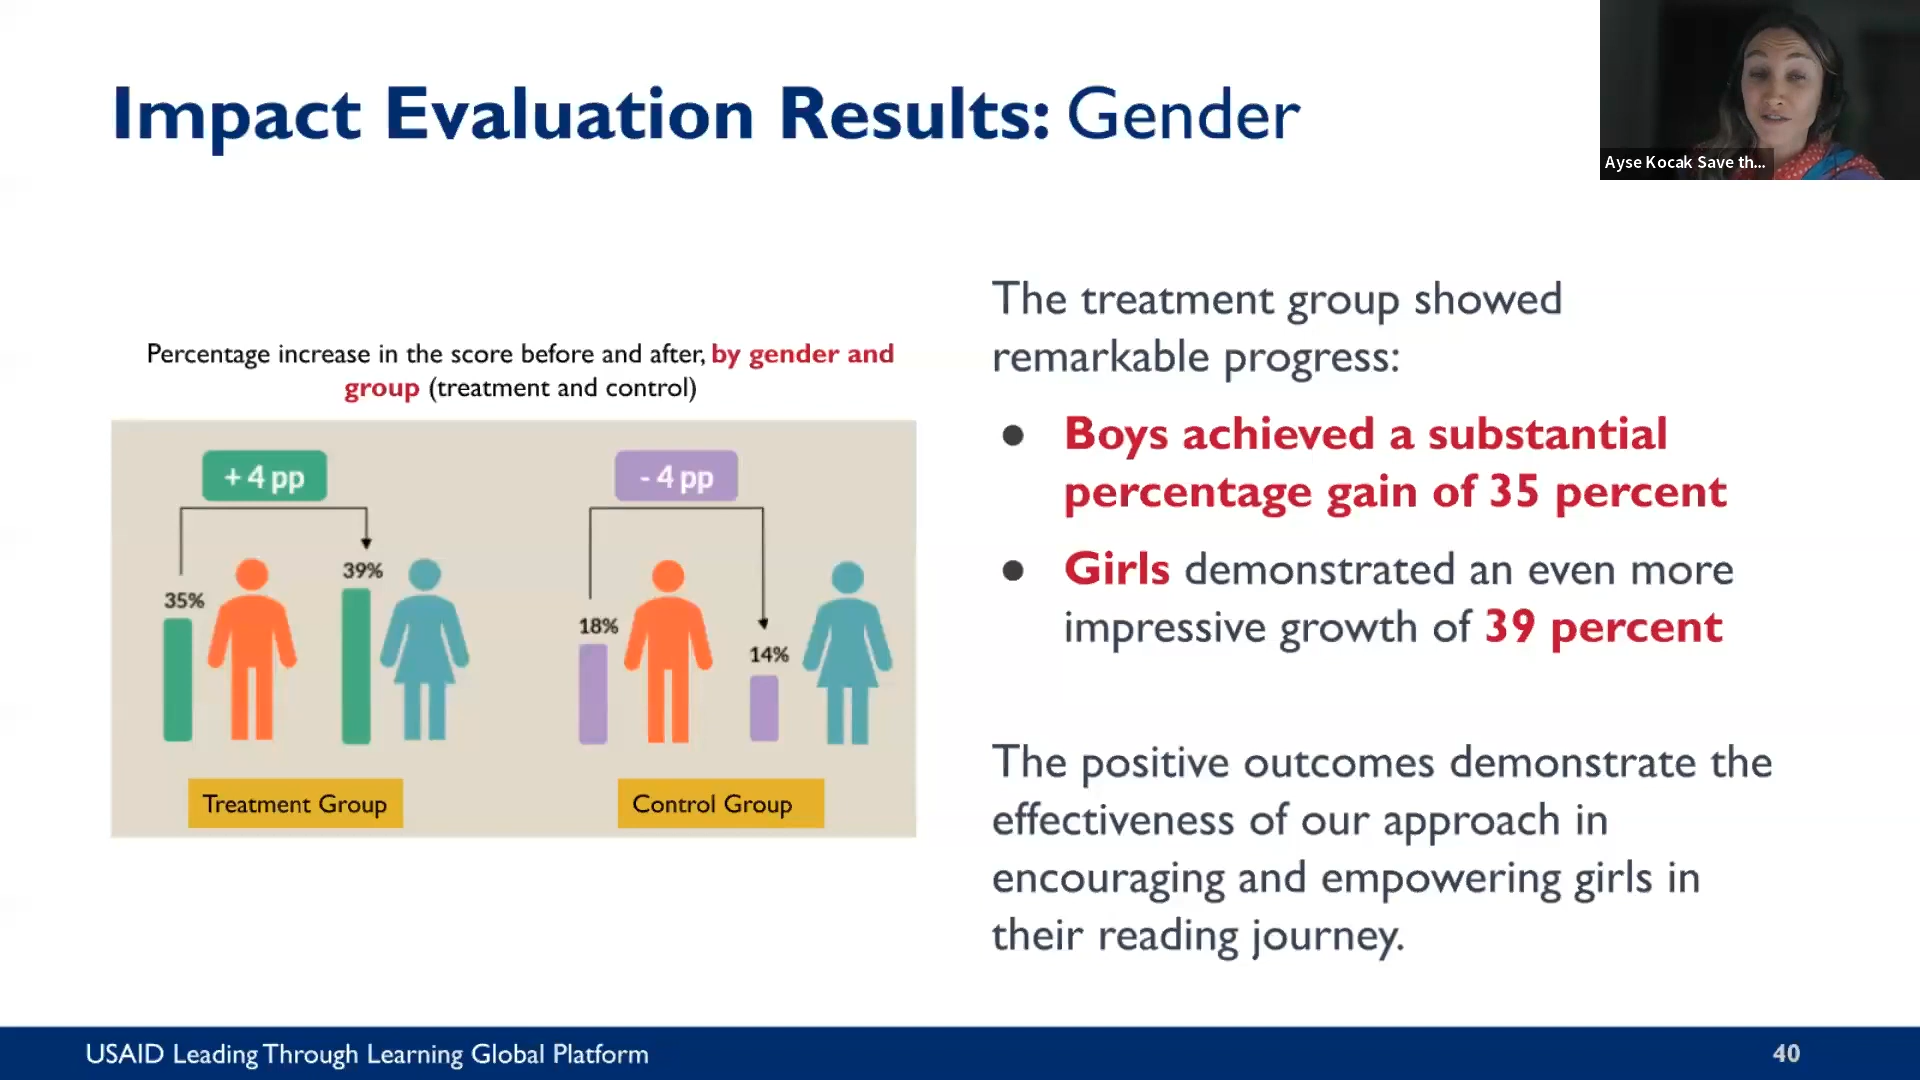 Impact Evaluation Results: Gender
Ayse Kocak Save th...
Percentage increase in the score before and after, by gender and
group (treatment and control)
+ 4 pp
- 4 pp
35%
39%
18%
14%
Treatment Group
Control Group
The treatment group showed
remarkable progress:
● Boys achieved a substantial
percentage gain of 35 percent
● Girls demonstrated an even more
impressive growth of 39 percent
The positive outcomes demonstrate the
effectiveness of our approach in
encouraging and empowering girls in
their reading journey.
USAID Leading Through Learning Global Platform
40